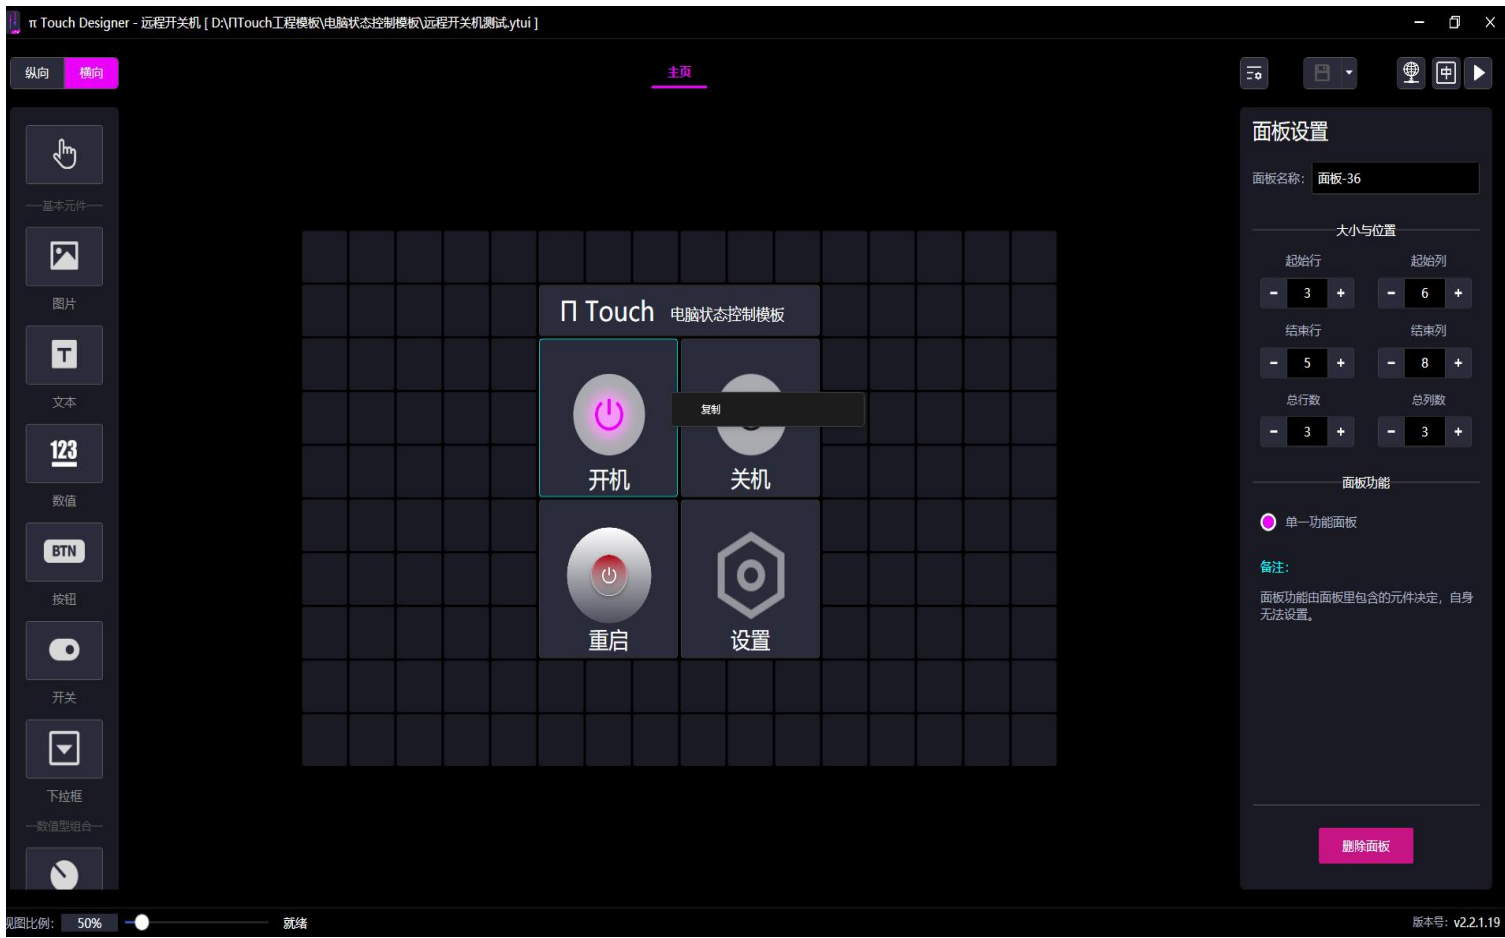 π Touch Designer - 远程开关机 [ D:\ΠTouch工程模板\电脑状态控制模板\远程开关机测试.ytui ]
纵向 横向
主页
中
基本元件
图片
T
文本
123
数值
BTN
按钮
开关
下拉框
数值型组合
Π Touch 电脑状态控制模板
复制
开机
关机
重启
设置
面板设置
面板名称: 面板-36
大小与位置
起始行 起始列
- 3 + - 6 +
结束行 结束列
- 5 + - 8 +
总行数 总列数
- 3 + - 3 +
面板功能
单一功能面板
备注:
面板功能由面板里包含的元件决定，自身
无法设置。
删除面板
视图比例: 50% 就绪
版本号: v2.2.1.19